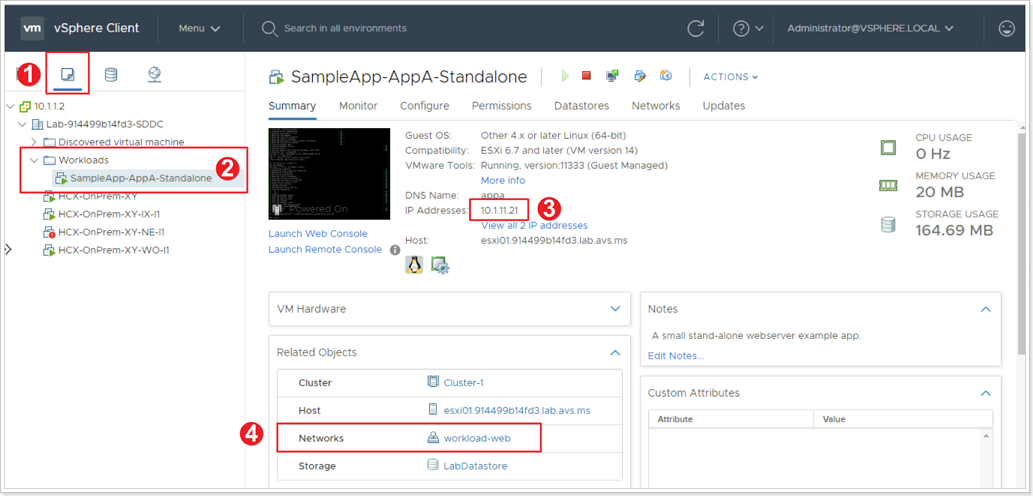 vm vSphere Client Menu Search in all environments Administrator@VSPHERE.LOCAL
1
10.1.1.2
Lab-914499b14fd3-SDDC
Discovered virtual machine
Workloads
2
SampleApp-AppA-Standalone
HCX-OnPrem-XY
HCX-OnPrem-XY-IX-I1
HCX-OnPrem-XY-NE-I1
HCX-OnPrem-XY-WO-I1
SampleApp-AppA-Standalone ACTIONS
Summary Monitor Configure Permissions Datastores Networks Updates
Powered On
Launch Web Console
Launch Remote Console
Guest OS: Other 4.x or later Linux (64-bit)
Compatibility: ESXi 6.7 and later (VM version 14)
VMware Tools: Running, version:11333 (Guest Managed)
More info
DNS Name: appa
IP Addresses: 10.1.11.21
3
View all 2 IP addresses
Host: esxi01.914499b14fd3.lab.avs.ms
CPU USAGE
0 Hz
MEMORY USAGE
20 MB
STORAGE USAGE
164.69 MB
VM Hardware
Related Objects
Cluster Cluster-1
Host esxi01.914499b14fd3.lab.avs.ms
4
Networks workload-web
Storage LabDatastore
Notes
A small stand-alone webserver example app.
Edit Notes...
Custom Attributes
Attribute Value